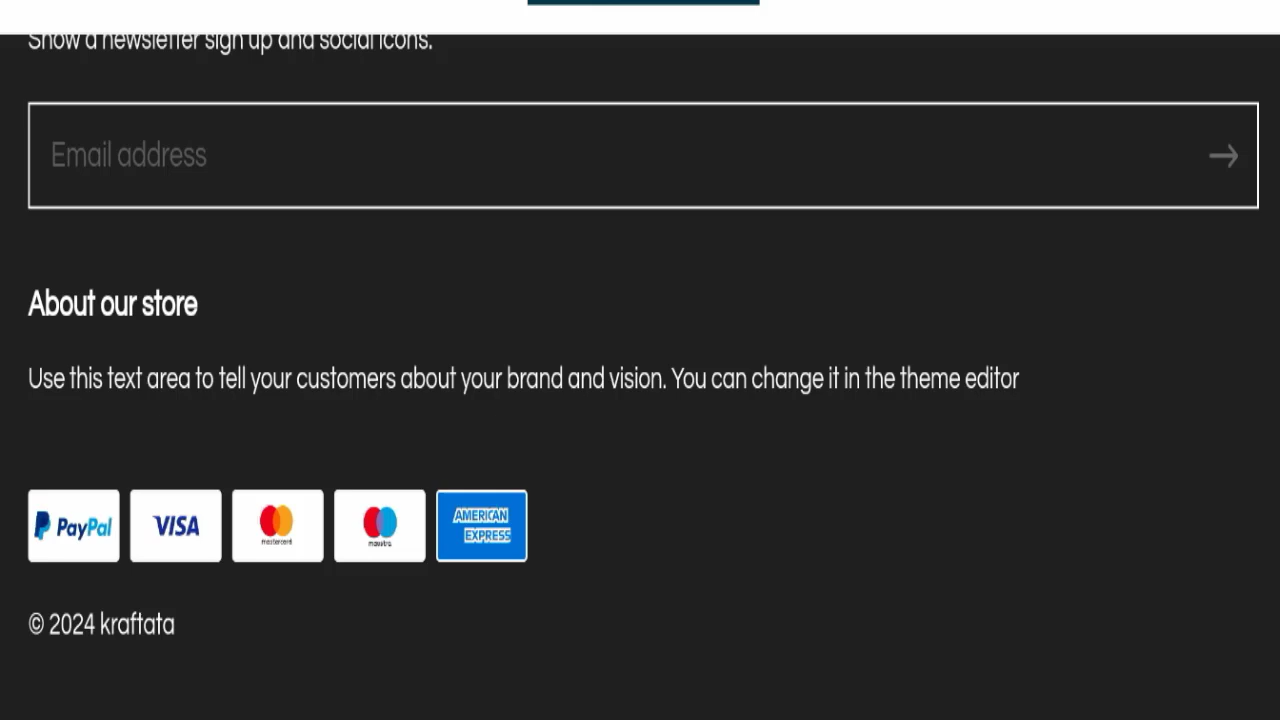 Show a newsletter sign up and social icons.
Email address
About our store
Use this text area to tell your customers about your brand and vision. You can change it in the theme editor
PayPal VISA mastercard maestro AMERICAN EXPRESS
© 2024 kraftata